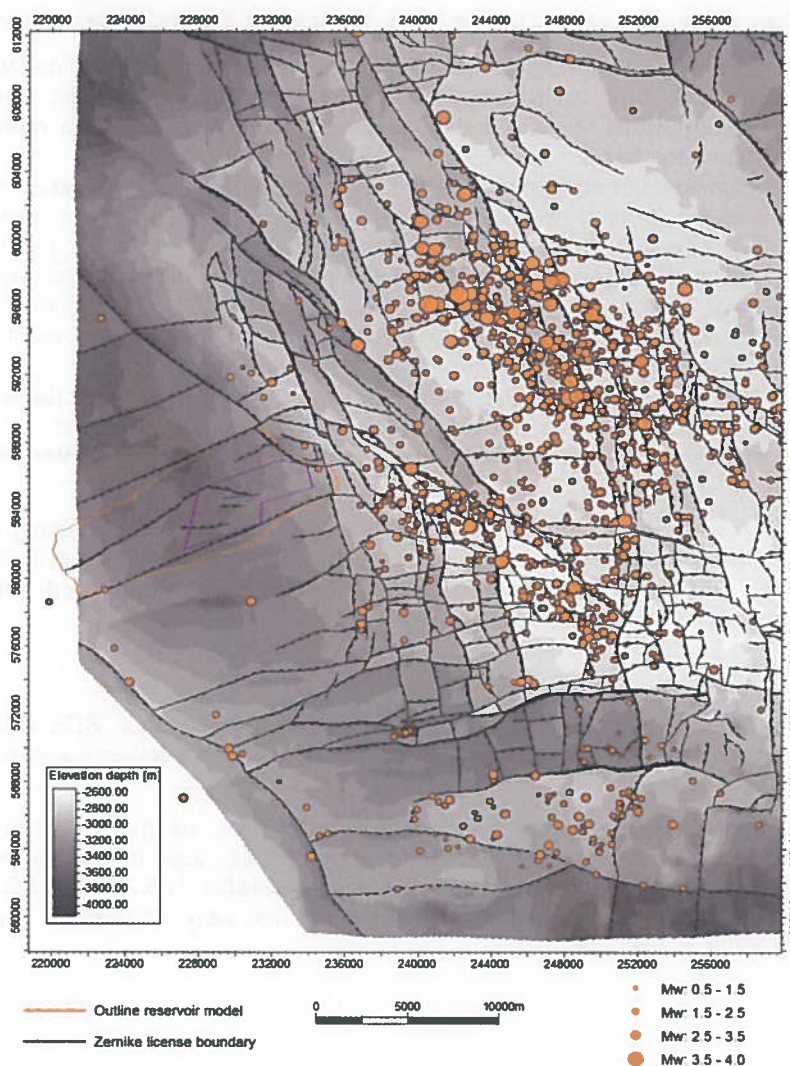 220000 224000 228000 232000 236000 240000 244000 248000 252000 256000
612000
608000
604000
600000
596000
592000
588000
584000
580000
576000
572000
568000
564000
560000
Elevation depth [m]
-2600.00
-2800.00
-3000.00
-3200.00
-3400.00
-3600.00
-3800.00
-4000.00
220000 224000 228000 232000 236000 240000 244000 248000 252000 256000
Outline reservoir model
Zernike license boundary
0 5000 10000m
Mw: 0.5 - 1.5
Mw: 1.5 - 2.5
Mw: 2.5 - 3.5
Mw: 3.5 - 4.0